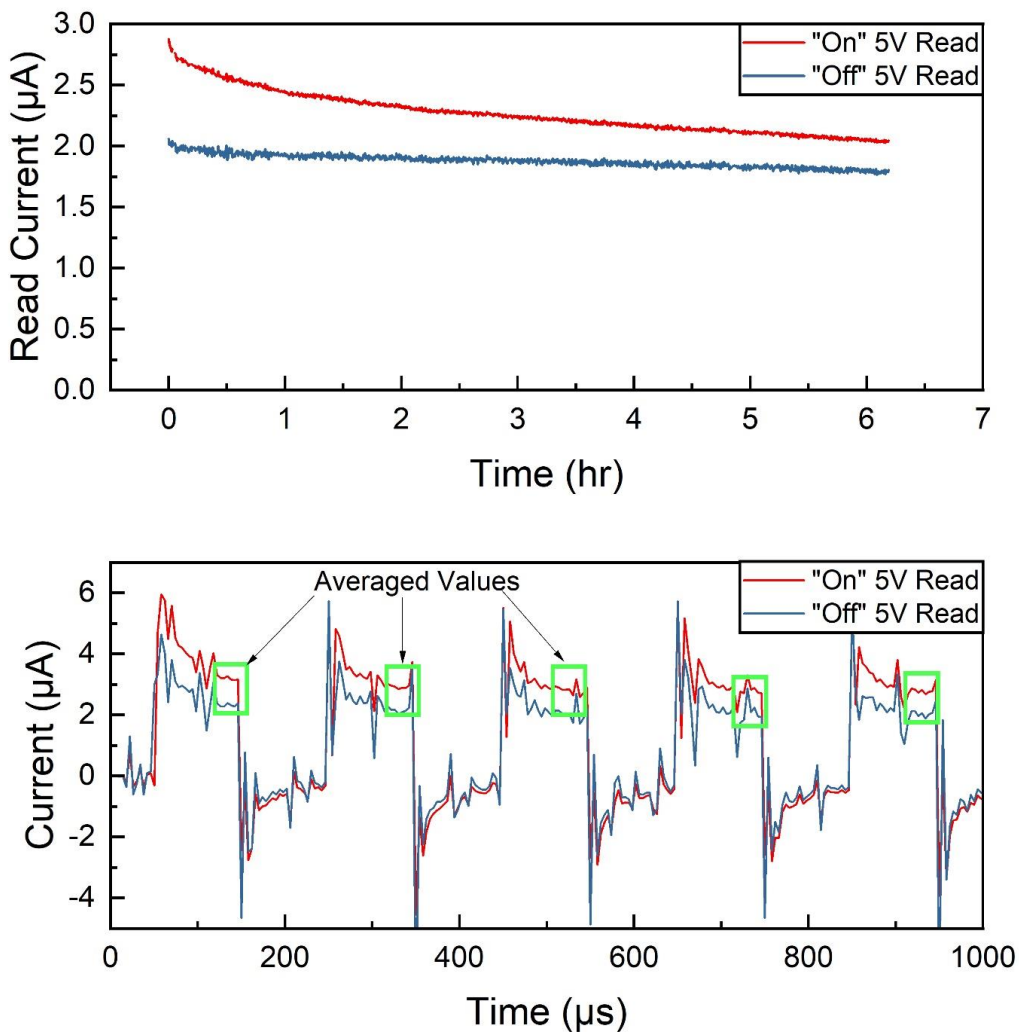 3.0
2.5
2.0
1.5
1.0
0.5
0.0
Read Current (µA)
"On" 5V Read
"Off" 5V Read
0 1 2 3 4 5 6 7
Time (hr)
6
4
2
0
-2
-4
Current (µA)
Averaged Values
"On" 5V Read
"Off" 5V Read
0 200 400 600 800 1000
Time (µs)